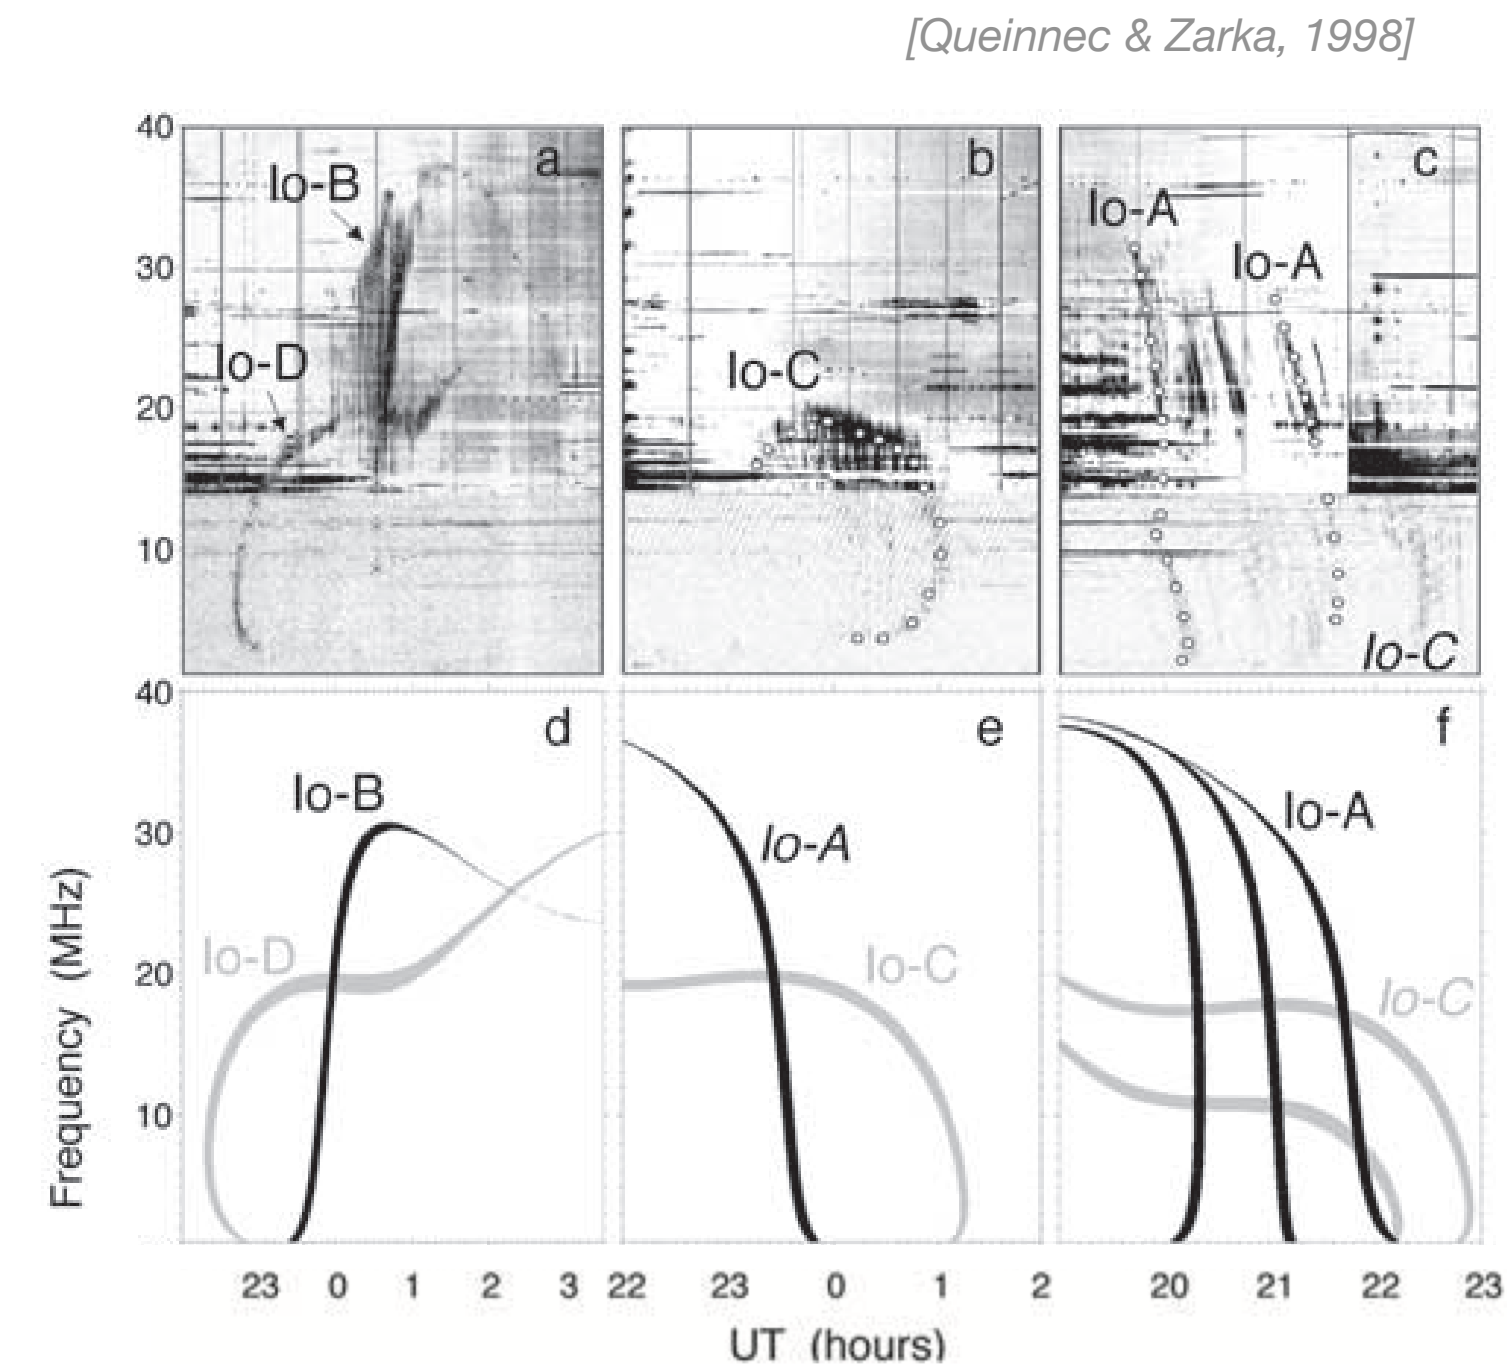 [Queinnec & Zarka, 1998]
40
30
20
10
Io-B
Io-D
a
Io-C
b
Io-A
Io-A
c
Io-C
40
30
20
10
Frequency (MHz)
Io-B
Io-D
d
Io-A
Io-C
e
Io-A
Io-C
f
23 0 1 2 3 22 23 0 1 2 20 21 22 23
UT (hours)